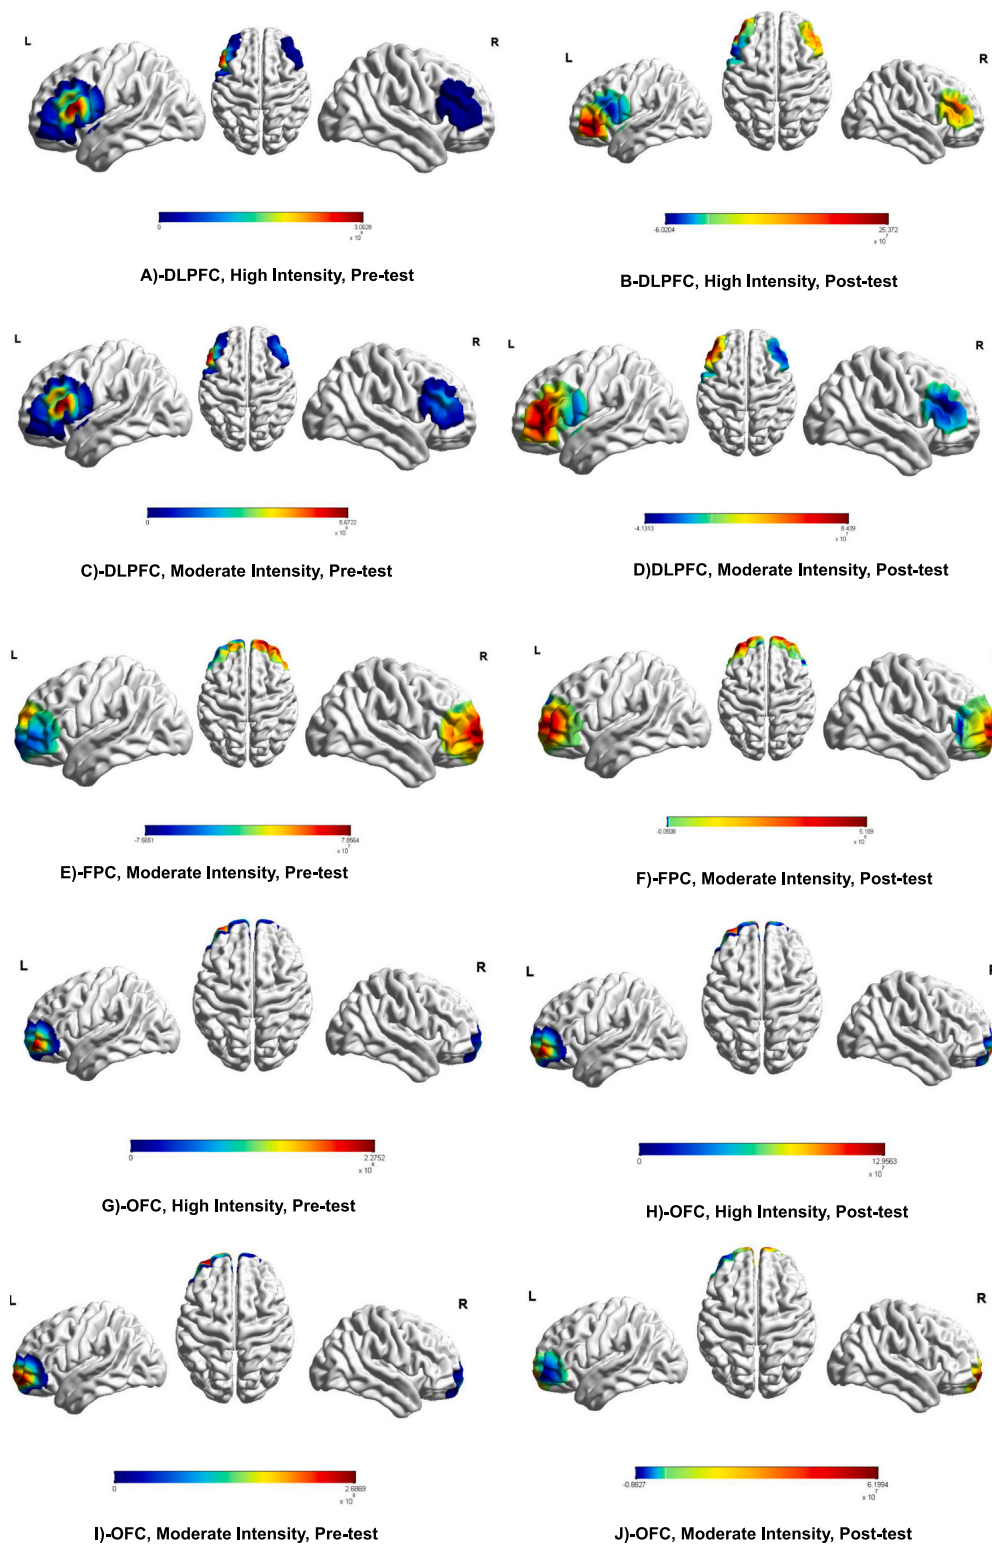 L
R
0
3.0628
x 10
A)-DLPFC, High Intensity, Pre-test
L
R
-6.0204
25.372
x 10
B-DLPFC, High Intensity, Post-test
L
R
0
5.6722
x 10
C)-DLPFC, Moderate Intensity, Pre-test
L
R
-4.1313
8.439
x 10
D)DLPFC, Moderate Intensity, Post-test
L
R
-7.5651
7.8564
x 10
E)-FPC, Moderate Intensity, Pre-test
L
-0.0508
5.189
x 10
F)-FPC, Moderate Intensity, Post-test
L
R
0
2.2752
x 10
G)-OFC, High Intensity, Pre-test
L
R
0
12.9563
x 10
H)-OFC, High Intensity, Post-test
L
R
0
2.6869
x 10
I)-OFC, Moderate Intensity, Pre-test
L
R
-0.8827
6.1994
x 10
J)-OFC, Moderate Intensity, Post-test